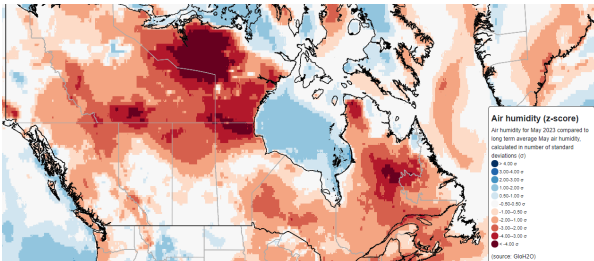 Air humidity (z-score)
Air humidity for May 2023 compared to
long term average May air humidity,
calculated in number of standard
deviations (σ)
> 4.00 σ
3.00-4.00 σ
2.00-3.00 σ
1.00-2.00 σ
0.50-1.00 σ
-0.50-0.50 σ
-1.00--0.50 σ
-2.00--1.00 σ
-3.00--2.00 σ
-4.00--3.00 σ
< -4.00 σ
(source: GloH2O)